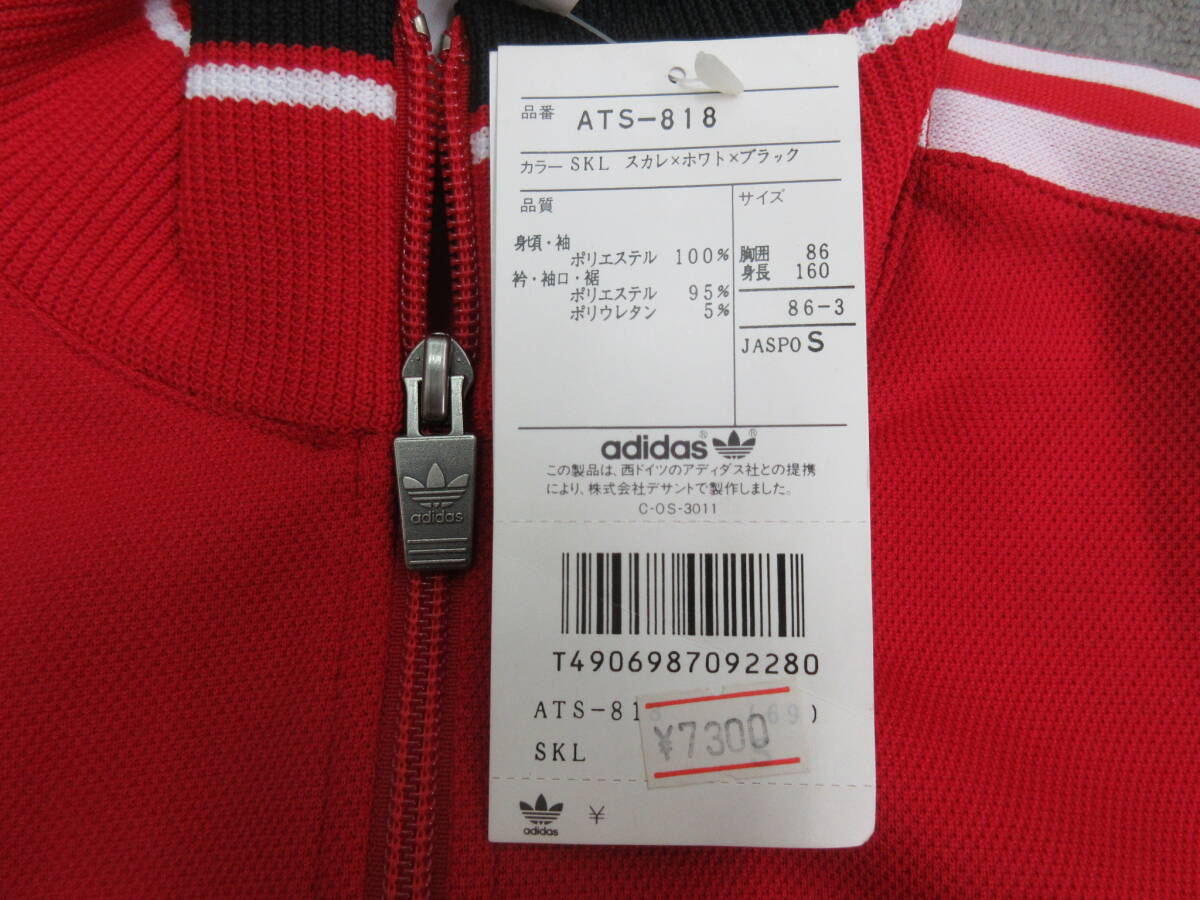 品番 ATS-818
カラー SKL スカレ×ホワト×ブラック
品質
サイズ
身頃・袖
ポリエステル 100%
衿・袖口・裾
ポリエステル 95%
ポリウレタン 5%
胸囲 86
身長 160
86-3
JASPO S
adidas®®
この製品は、西ドイツのアディダス社との提携
により、株式会社デサントで製作しました。
C-OS-3011
T4906987092280
ATS-818 (69)
SKL
¥7300
adidas ¥
adidas